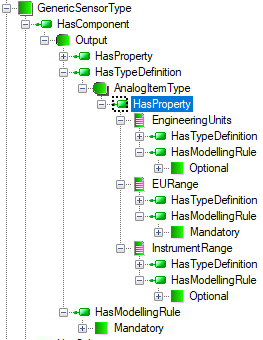 GenericSensorType
HasComponent
Output
HasProperty
HasTypeDefinition
AnalogItemType
HasProperty
EngineeringUnits
HasTypeDefinition
HasModellingRule
Optional
EURange
HasTypeDefinition
HasModellingRule
Mandatory
InstrumentRange
HasTypeDefinition
HasModellingRule
Optional
HasModellingRule
Mandatory